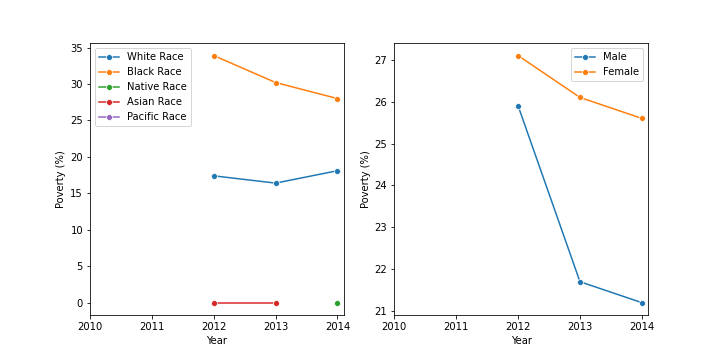 35
30
25
20
15
10
5
0
Poverty (%)
White Race
Black Race
Native Race
Asian Race
Pacific Race
2010 2011 2012 2013 2014
Year
27
26
25
24
23
22
21
Poverty (%)
Male
Female
2010 2011 2012 2013 2014
Year